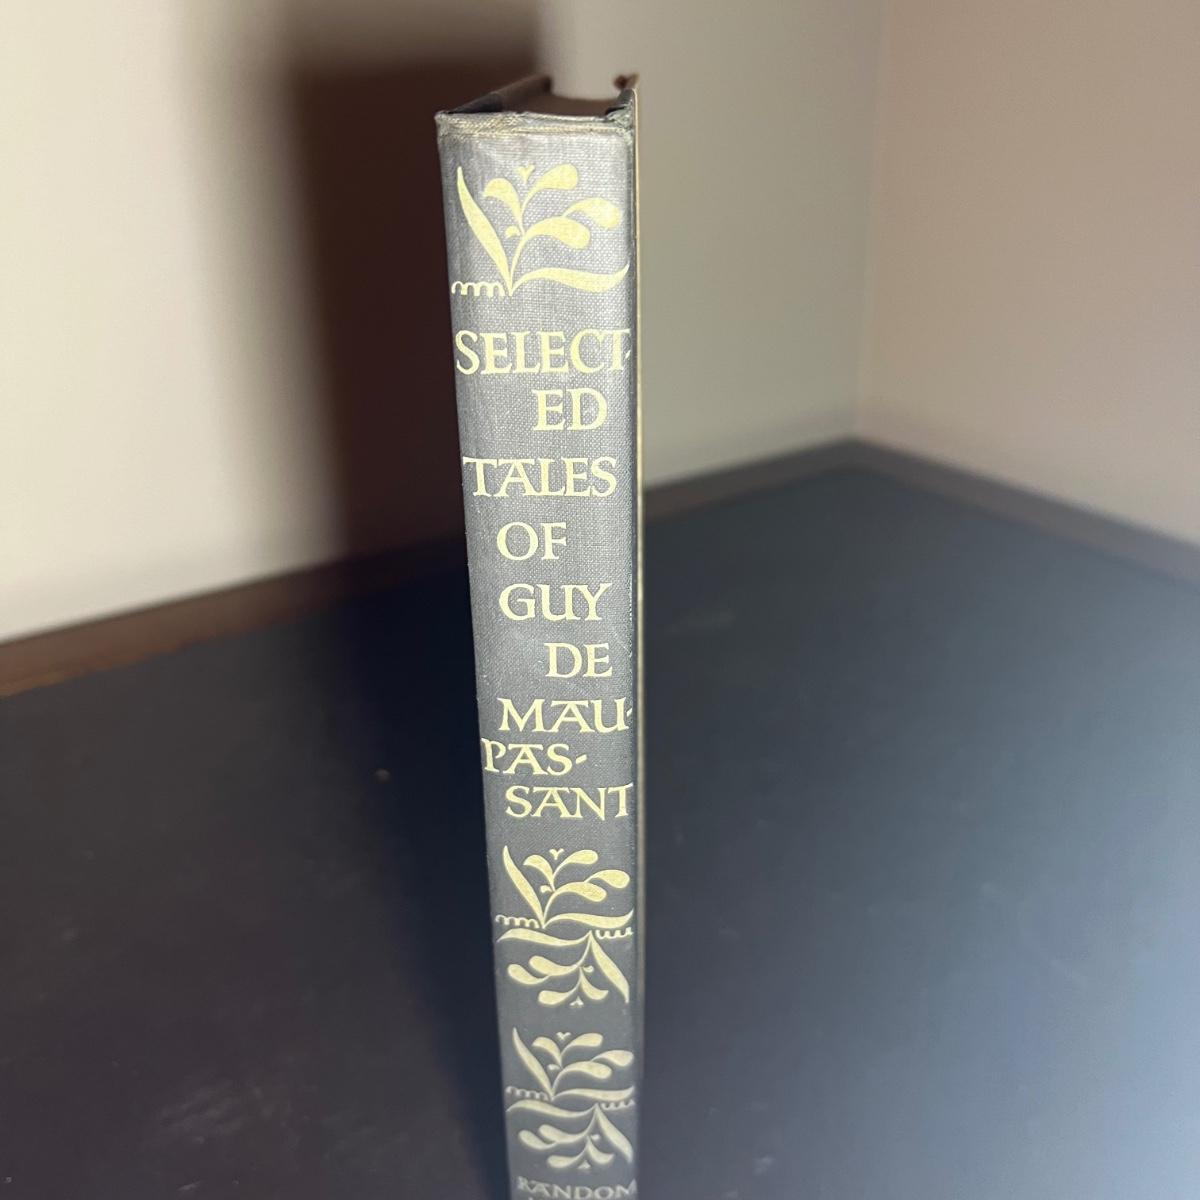 SELECT-
ED
TALES
OF
GUY
DE
MAU-
PAS-
SANT
RANDOM